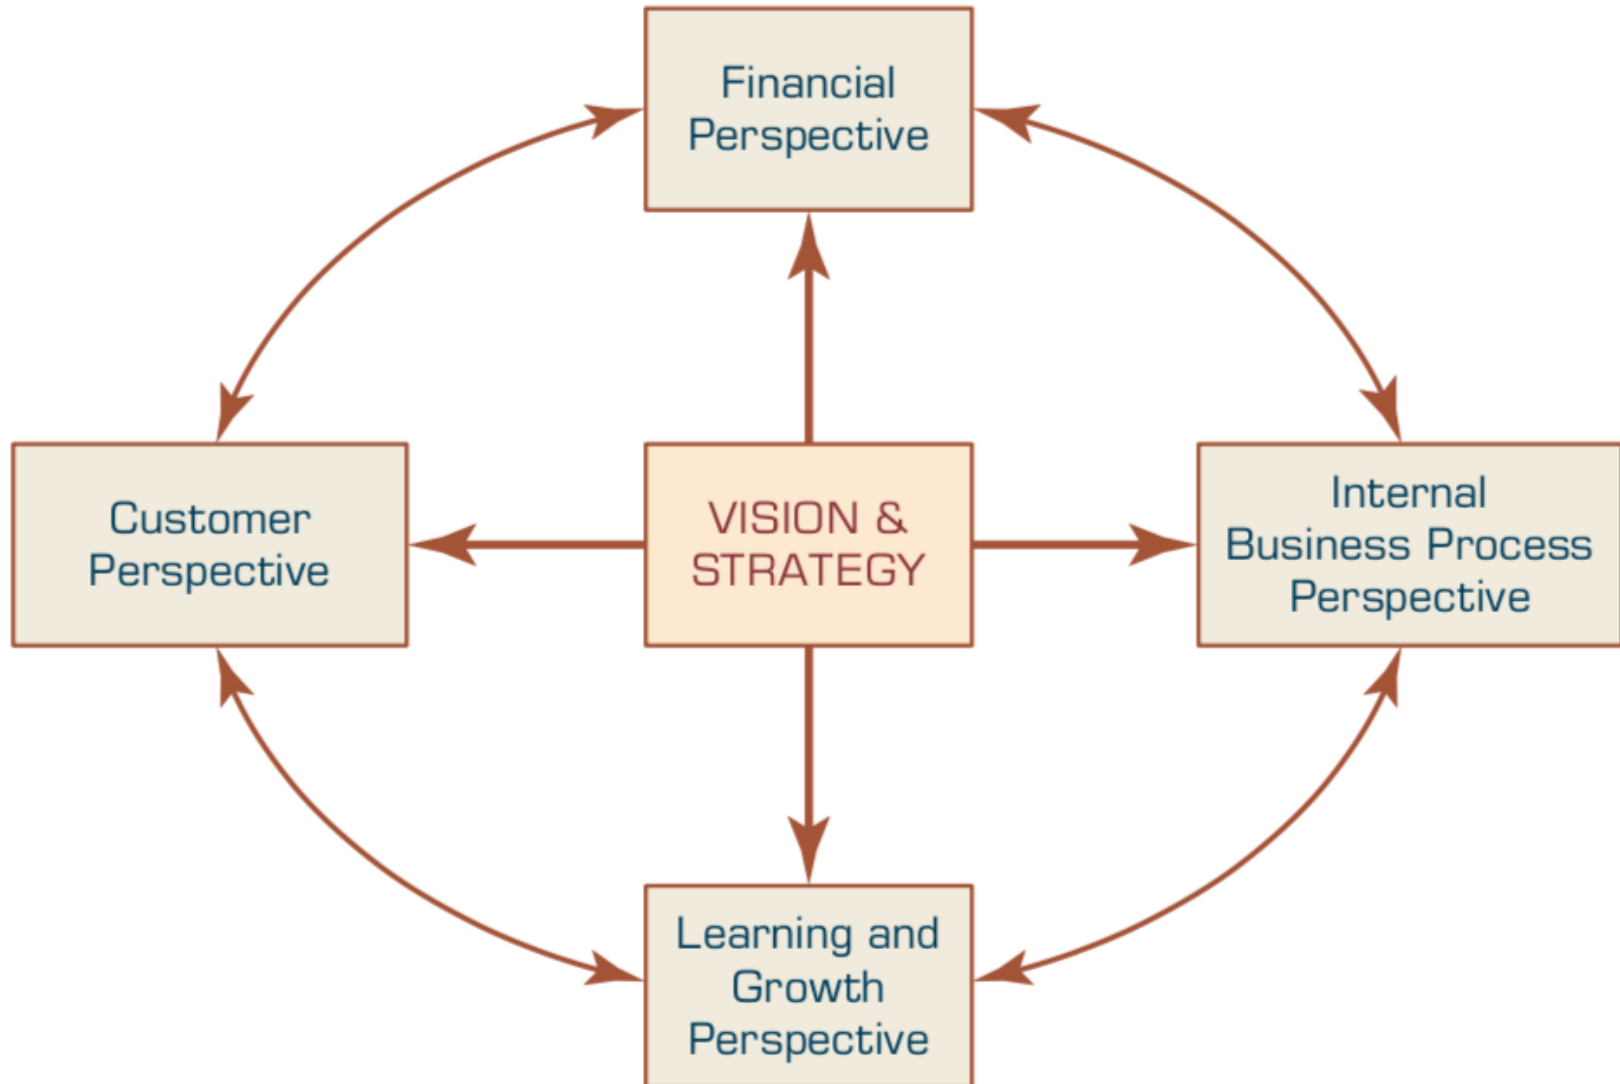 Financial
Perspective
Customer
Perspective
VISION &
STRATEGY
Internal
Business Process
Perspective
Learning and
Growth
Perspective